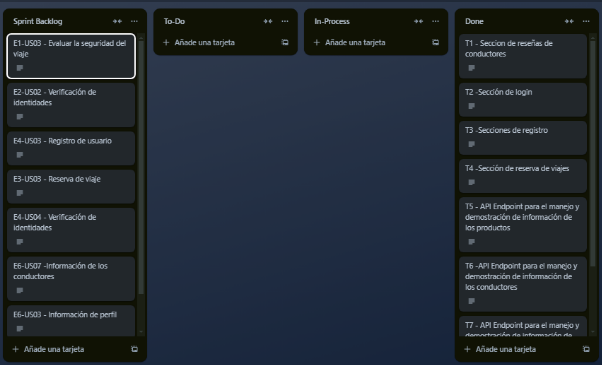 Sprint Backlog
E1-US03 - Evaluar la seguridad del
viaje
E2-US02 - Verificación de
identidades
E4-US03 - Registro de usuario
E3-US03 - Reserva de viaje
E4-US04 - Verificación de
identidades
E6-US07 -Información de los
conductores
E6-US03 - Información de perfil
+ Añade una tarjeta
To-Do
+ Añade una tarjeta
In-Process
+ Añade una tarjeta
Done
T1 - Seccion de reseñas de
conductores
T2 -Sección de login
T3 -Secciones de registro
T4 -Sección de reserva de viajes
T5 - API Endpoint para el manejo y
demostración de información de
los productos
T6 -API Endpoint para el manejo y
demostración de información de
los conductores
T7 - API Endpoint para el manejo y
demostración de información de
+ Añade una tarjeta